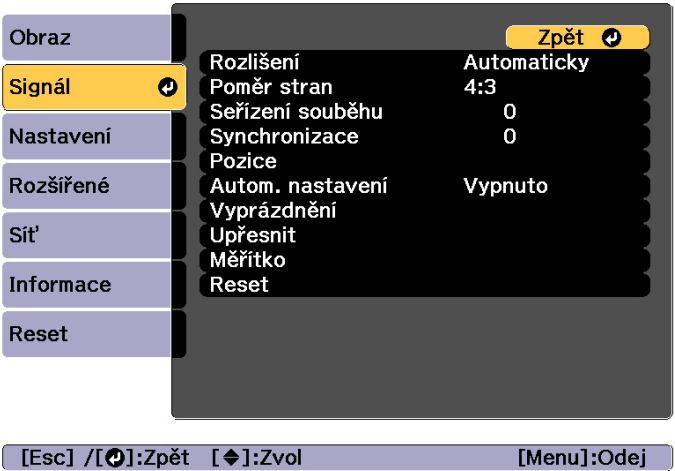 Obraz
Signál
Nastavení
Rozšířené
Síť
Informace
Reset
Zpět
Rozlišení Automaticky
Poměr stran 4:3
Seřízení souběhu 0
Synchronizace 0
Pozice
Autom. nastavení Vypnuto
Vyprázdnění
Upřesnit
Měřítko
Reset
[Esc] /[⏎]:Zpět [◆]:Zvol [Menu]:Odej